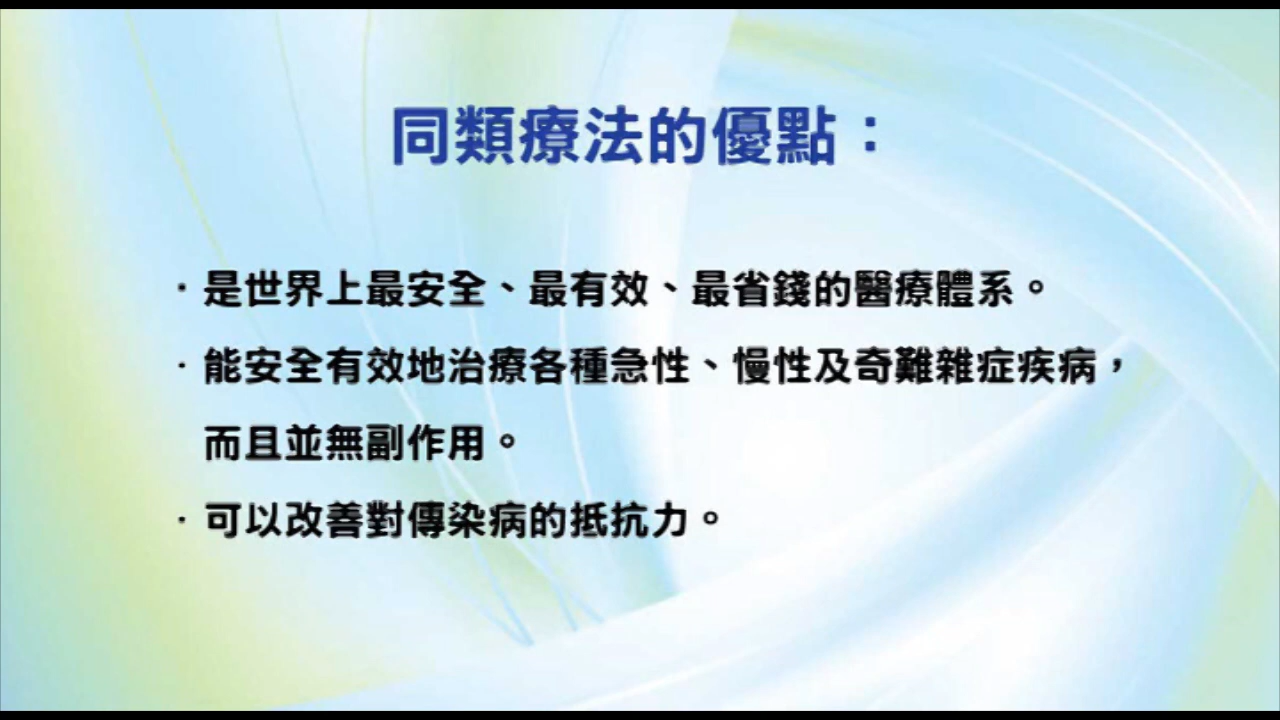 同類療法的優點：
·是世界上最安全、最有效、最省錢的醫療體系。
·能安全有效地治療各種急性、慢性及奇難雜症疾病，
而且並無副作用。
·可以改善對傳染病的抵抗力。